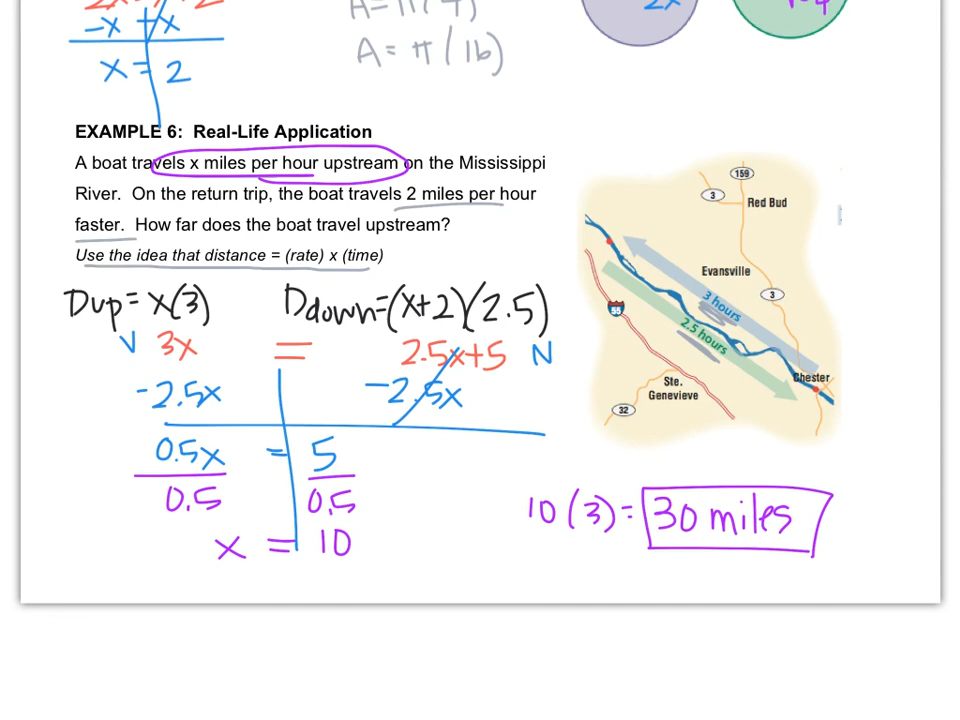 -x -x
x = 2
A = π(16)
2x
EXAMPLE 6: Real-Life Application
A boat travels x miles per hour upstream on the Mississippi
River. On the return trip, the boat travels 2 miles per hour
faster. How far does the boat travel upstream?
Use the idea that distance = (rate) x (time)
159
3
Red Bud
Evansville
3
3 hours
55
2.5 hours
Chester
Ste.
Genevieve
32
Dup = x(3) Ddown = (x+2)(2.5)
V 3x = 2.5x+5 N
-2.5x -2.5x
0.5x = 5
0.5 0.5
x = 10
10(3) = 30 miles